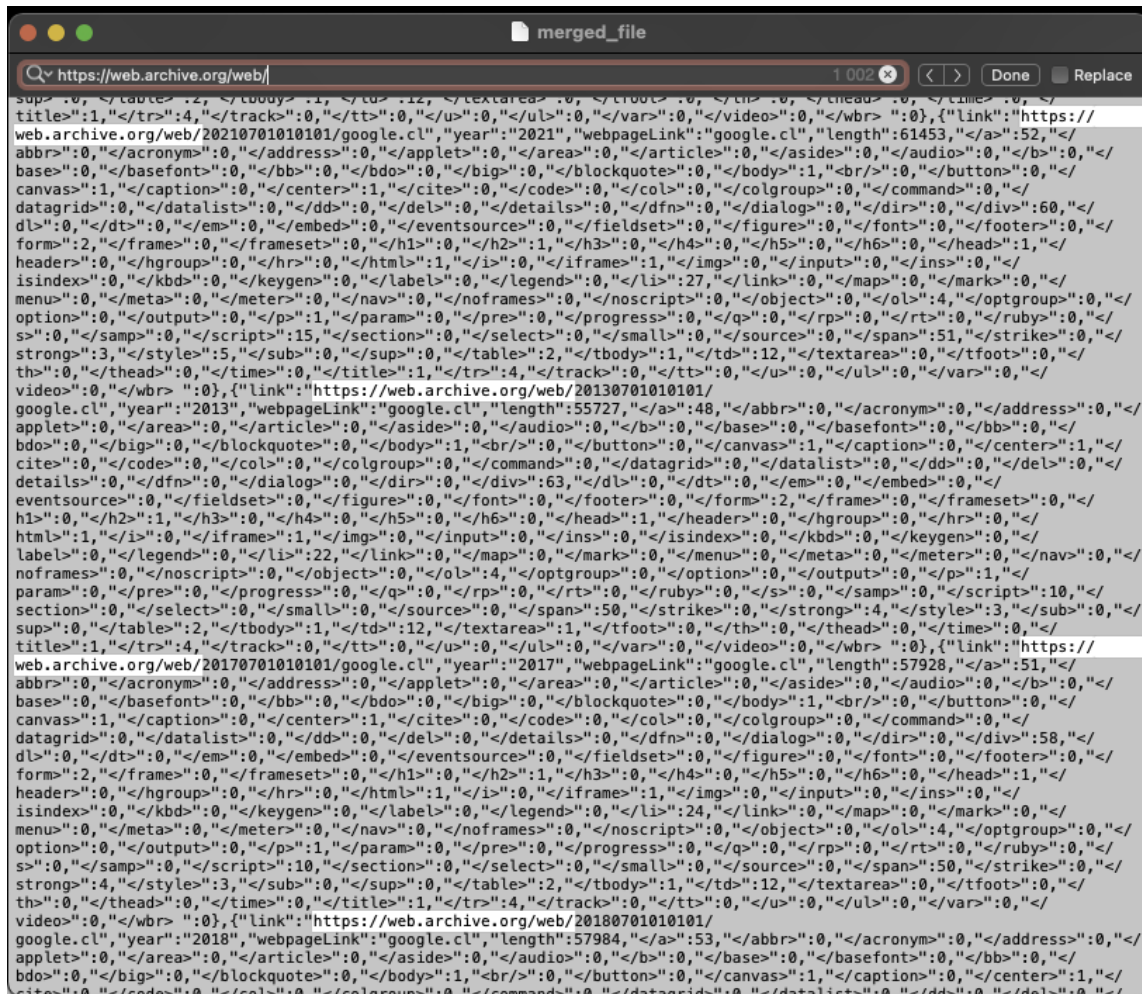 merged_file
https://web.archive.org/web/
1 002
Done
Replace
sup> ":0,"</table>":2,"</tbody>":1,"</td>":12,"</textarea>":0,"</tfoot>":0,"</th>":0,"</thead>":0,"</time>":0,"</
title>":1,"</tr>":4,"</track>":0,"</tt>":0,"</u>":0,"</ul>":0,"</var>":0,"</video>":0,"</wbr> ":0},{"link":"https://
web.archive.org/web/20210701010101/google.cl","year":"2021","webpageLink":"google.cl","length":61453,"</a>":52,"</
abbr>":0,"</acronym>":0,"</address>":0,"</applet>":0,"</area>":0,"</article>":0,"</aside>":0,"</audio>":0,"</b>":0,"</
base>":0,"</basefont>":0,"</bb>":0,"</bdo>":0,"</big>":0,"</blockquote>":0,"</body>":1,"<br/>":0,"</button>":0,"</
canvas>":1,"</caption>":0,"</center>":1,"</cite>":0,"</code>":0,"</col>":0,"</colgroup>":0,"</command>":0,"</
datagrid>":0,"</datalist>":0,"</dd>":0,"</del>":0,"</details>":0,"</dfn>":0,"</dialog>":0,"</dir>":0,"</div>":60,"</
dl>":0,"</dt>":0,"</em>":0,"</embed>":0,"</eventsource>":0,"</fieldset>":0,"</figure>":0,"</font>":0,"</footer>":0,"</
form>":2,"</frame>":0,"</frameset>":0,"</h1>":0,"</h2>":1,"</h3>":0,"</h4>":0,"</h5>":0,"</h6>":0,"</head>":1,"</
header>":0,"</hgroup>":0,"</hr>":0,"</html>":1,"</i>":0,"</iframe>":1,"</img>":0,"</input>":0,"</ins>":0,"</
isindex>":0,"</kbd>":0,"</keygen>":0,"</label>":0,"</legend>":0,"</li>":27,"</link>":0,"</map>":0,"</mark>":0,"</
menu>":0,"</meta>":0,"</meter>":0,"</nav>":0,"</noframes>":0,"</noscript>":0,"</object>":0,"</ol>":4,"</optgroup>":0,"</
option>":0,"</output>":0,"</p>":1,"</param>":0,"</pre>":0,"</progress>":0,"</q>":0,"</rp>":0,"</rt>":0,"</ruby>":0,"</
s>":0,"</samp>":0,"</script>":15,"</section>":0,"</select>":0,"</small>":0,"</source>":0,"</span>":51,"</strike>":0,"</
strong>":3,"</style>":5,"</sub>":0,"</sup>":0,"</table>":2,"</tbody>":1,"</td>":12,"</textarea>":0,"</tfoot>":0,"</
th>":0,"</thead>":0,"</time>":0,"</title>":1,"</tr>":4,"</track>":0,"</tt>":0,"</u>":0,"</ul>":0,"</var>":0,"</
video>":0,"</wbr> ":0},{"link":"https://web.archive.org/web/20130701010101/
google.cl","year":"2013","webpageLink":"google.cl","length":55727,"</a>":48,"</abbr>":0,"</acronym>":0,"</address>":0,"</
applet>":0,"</area>":0,"</article>":0,"</aside>":0,"</audio>":0,"</b>":0,"</base>":0,"</basefont>":0,"</bb>":0,"</
bdo>":0,"</big>":0,"</blockquote>":0,"</body>":1,"<br/>":0,"</button>":0,"</canvas>":1,"</caption>":0,"</center>":1,"</
cite>":0,"</code>":0,"</col>":0,"</colgroup>":0,"</command>":0,"</datagrid>":0,"</datalist>":0,"</dd>":0,"</del>":0,"</
details>":0,"</dfn>":0,"</dialog>":0,"</dir>":0,"</div>":63,"</dl>":0,"</dt>":0,"</em>":0,"</embed>":0,"</
eventsource>":0,"</fieldset>":0,"</figure>":0,"</font>":0,"</footer>":0,"</form>":2,"</frame>":0,"</frameset>":0,"</
h1>":0,"</h2>":1,"</h3>":0,"</h4>":0,"</h5>":0,"</h6>":0,"</head>":1,"</header>":0,"</hgroup>":0,"</hr>":0,"</
html>":1,"</i>":0,"</iframe>":1,"</img>":0,"</input>":0,"</ins>":0,"</isindex>":0,"</kbd>":0,"</keygen>":0,"</
label>":0,"</legend>":0,"</li>":22,"</link>":0,"</map>":0,"</mark>":0,"</menu>":0,"</meta>":0,"</meter>":0,"</nav>":0,"</
noframes>":0,"</noscript>":0,"</object>":0,"</ol>":4,"</optgroup>":0,"</option>":0,"</output>":0,"</p>":1,"</
param>":0,"</pre>":0,"</progress>":0,"</q>":0,"</rp>":0,"</rt>":0,"</ruby>":0,"</s>":0,"</samp>":0,"</script>":10,"</
section>":0,"</select>":0,"</small>":0,"</source>":0,"</span>":50,"</strike>":0,"</strong>":4,"</style>":3,"</sub>":0,"</
sup>":0,"</table>":2,"</tbody>":1,"</td>":12,"</textarea>":1,"</tfoot>":0,"</th>":0,"</thead>":0,"</time>":0,"</
title>":1,"</tr>":4,"</track>":0,"</tt>":0,"</u>":0,"</ul>":0,"</var>":0,"</video>":0,"</wbr> ":0},{"link":"https://
web.archive.org/web/20170701010101/google.cl","year":"2017","webpageLink":"google.cl","length":57928,"</a>":51,"</
abbr>":0,"</acronym>":0,"</address>":0,"</applet>":0,"</area>":0,"</article>":0,"</aside>":0,"</audio>":0,"</b>":0,"</
base>":0,"</basefont>":0,"</bb>":0,"</bdo>":0,"</big>":0,"</blockquote>":0,"</body>":1,"<br/>":0,"</button>":0,"</
canvas>":1,"</caption>":0,"</center>":1,"</cite>":0,"</code>":0,"</col>":0,"</colgroup>":0,"</command>":0,"</
datagrid>":0,"</datalist>":0,"</dd>":0,"</del>":0,"</details>":0,"</dfn>":0,"</dialog>":0,"</dir>":0,"</div>":58,"</
dl>":0,"</dt>":0,"</em>":0,"</embed>":0,"</eventsource>":0,"</fieldset>":0,"</figure>":0,"</font>":0,"</footer>":0,"</
form>":2,"</frame>":0,"</frameset>":0,"</h1>":0,"</h2>":1,"</h3>":0,"</h4>":0,"</h5>":0,"</h6>":0,"</head>":1,"</
header>":0,"</hgroup>":0,"</hr>":0,"</html>":1,"</i>":0,"</iframe>":1,"</img>":0,"</input>":0,"</ins>":0,"</
isindex>":0,"</kbd>":0,"</keygen>":0,"</label>":0,"</legend>":0,"</li>":24,"</link>":0,"</map>":0,"</mark>":0,"</
menu>":0,"</meta>":0,"</meter>":0,"</nav>":0,"</noframes>":0,"</noscript>":0,"</object>":0,"</ol>":4,"</optgroup>":0,"</
option>":0,"</output>":0,"</p>":1,"</param>":0,"</pre>":0,"</progress>":0,"</q>":0,"</rp>":0,"</rt>":0,"</ruby>":0,"</
s>":0,"</samp>":0,"</script>":10,"</section>":0,"</select>":0,"</small>":0,"</source>":0,"</span>":50,"</strike>":0,"</
strong>":4,"</style>":3,"</sub>":0,"</sup>":0,"</table>":2,"</tbody>":1,"</td>":12,"</textarea>":0,"</tfoot>":0,"</
th>":0,"</thead>":0,"</time>":0,"</title>":1,"</tr>":4,"</track>":0,"</tt>":0,"</u>":0,"</ul>":0,"</var>":0,"</
video>":0,"</wbr> ":0},{"link":"https://web.archive.org/web/20180701010101/
google.cl","year":"2018","webpageLink":"google.cl","length":57984,"</a>":53,"</abbr>":0,"</acronym>":0,"</address>":0,"</
applet>":0,"</area>":0,"</article>":0,"</aside>":0,"</audio>":0,"</b>":0,"</base>":0,"</basefont>":0,"</bb>":0,"</
bdo>":0,"</big>":0,"</blockquote>":0,"</body>":1,"<br/>":0,"</button>":0,"</canvas>":1,"</caption>":0,"</center>":1,"</